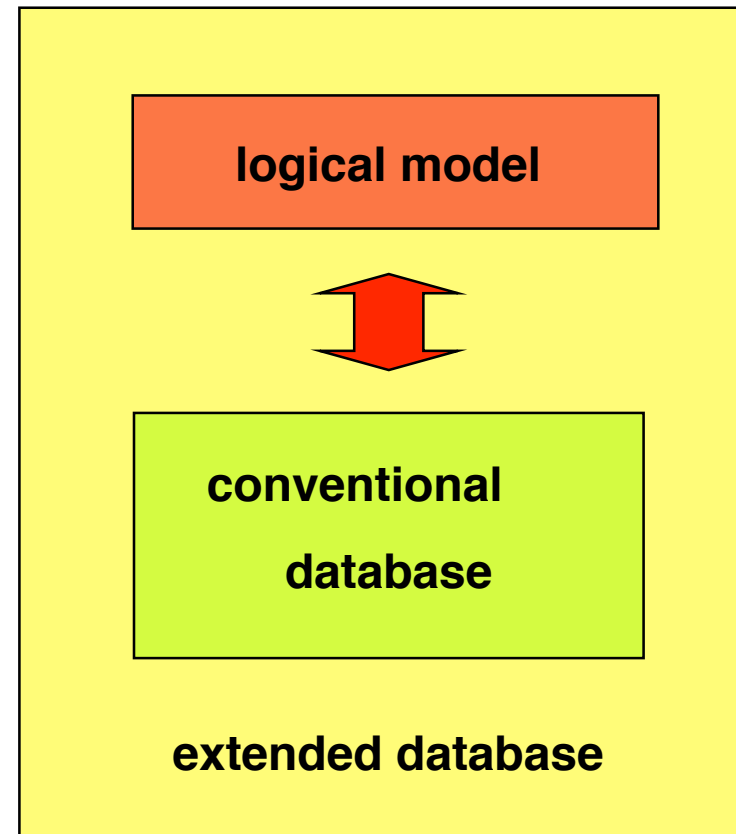 logical model
conventional
database
extended database